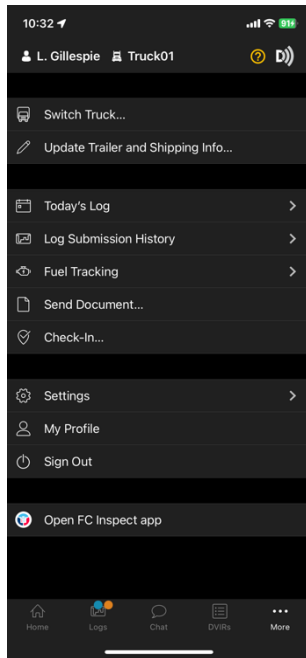 10:32
91+
L. Gillespie Truck01
? D
Switch Truck...
Update Trailer and Shipping Info...
Today's Log
Log Submission History
Fuel Tracking
Send Document...
Check-In...
Settings
My Profile
Sign Out
Open FC Inspect app
Home Logs Chat DVIRs More